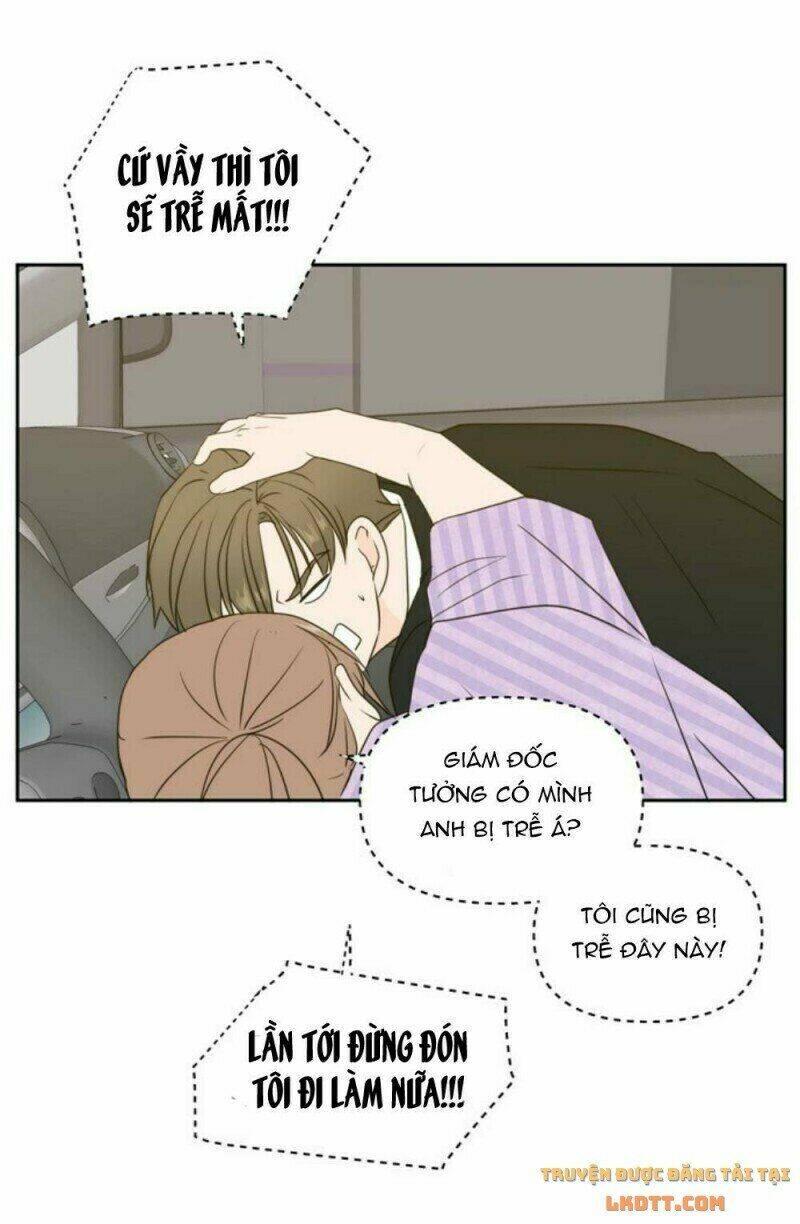 CỨ VẦY THÌ TÔI
SẼ TRỄ MẤT!!!
GIÁM ĐỐC
TƯỞNG CÓ MÌNH
ANH BỊ TRỄ Á?
TÔI CŨNG BỊ
TRỄ ĐÂY NÀY!
LẦN TỚI ĐỪNG ĐÓN
TÔI ĐI LÀM NỮA!!!
TRUYỆN ĐƯỢC ĐĂNG TẢI TẠI
LKDTT.COM